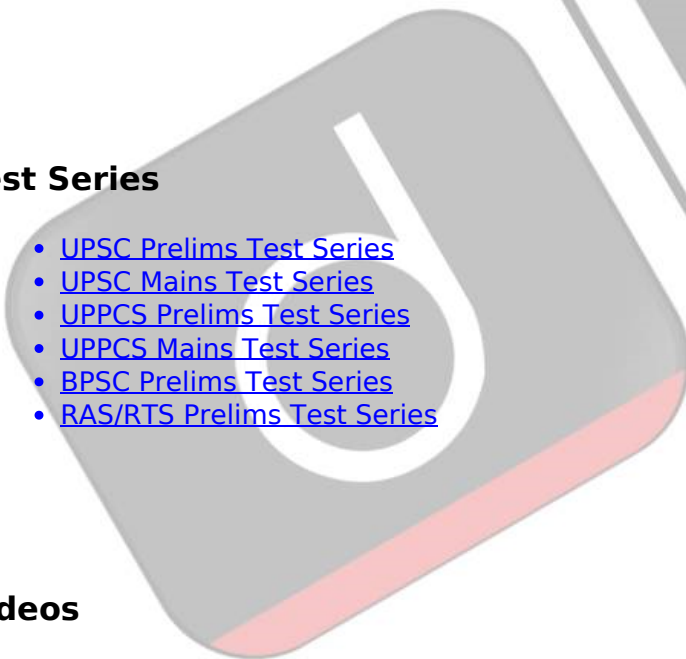 est Series
• UPSC Prelims Test Series
• UPSC Mains Test Series
• UPPCS Prelims Test Series
• UPPCS Mains Test Series
• BPSC Prelims Test Series
• RAS/RTS Prelims Test Series
deos